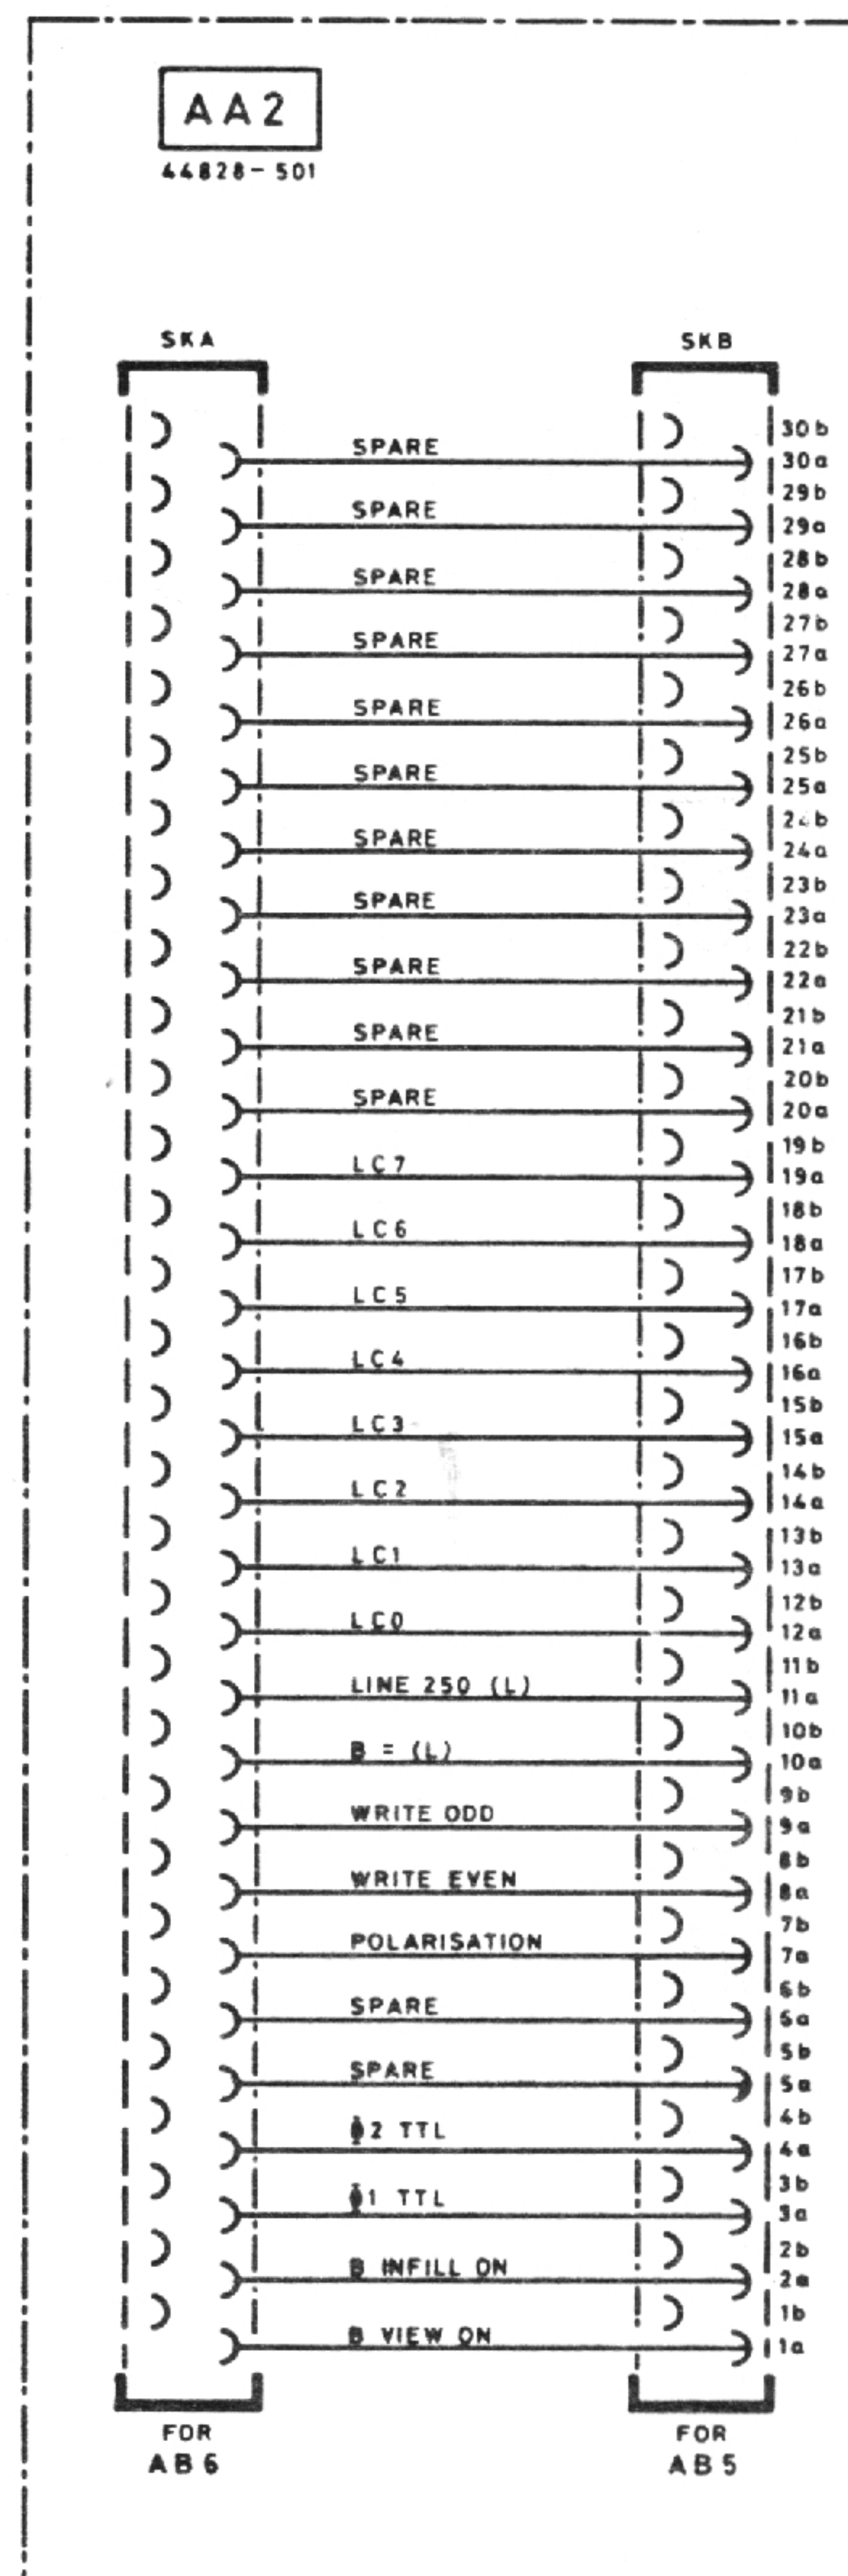 AA2
44828-501
SKA SKB
30b
SPARE 30a
29b
SPARE 29a
28b
SPARE 28a
27b
SPARE 27a
26b
SPARE 26a
25b
SPARE 25a
24b
SPARE 24a
23b
SPARE 23a
22b
SPARE 22a
21b
SPARE 21a
20b
SPARE 20a
19b
LC7 19a
18b
LC6 18a
17b
LC5 17a
16b
LC4 16a
15b
LC3 15a
14b
LC2 14a
13b
LC1 13a
12b
LC0 12a
11b
LINE 250 (L) 11a
10b
B = (L) 10a
9b
WRITE ODD 9a
8b
WRITE EVEN 8a
7b
POLARISATION 7a
6b
SPARE 6a
5b
SPARE 5a
4b
ϕ2 TTL 4a
3b
ϕ1 TTL 3a
2b
B INFILL ON 2a
1b
B VIEW ON 1a
FOR FOR
AB6 AB5